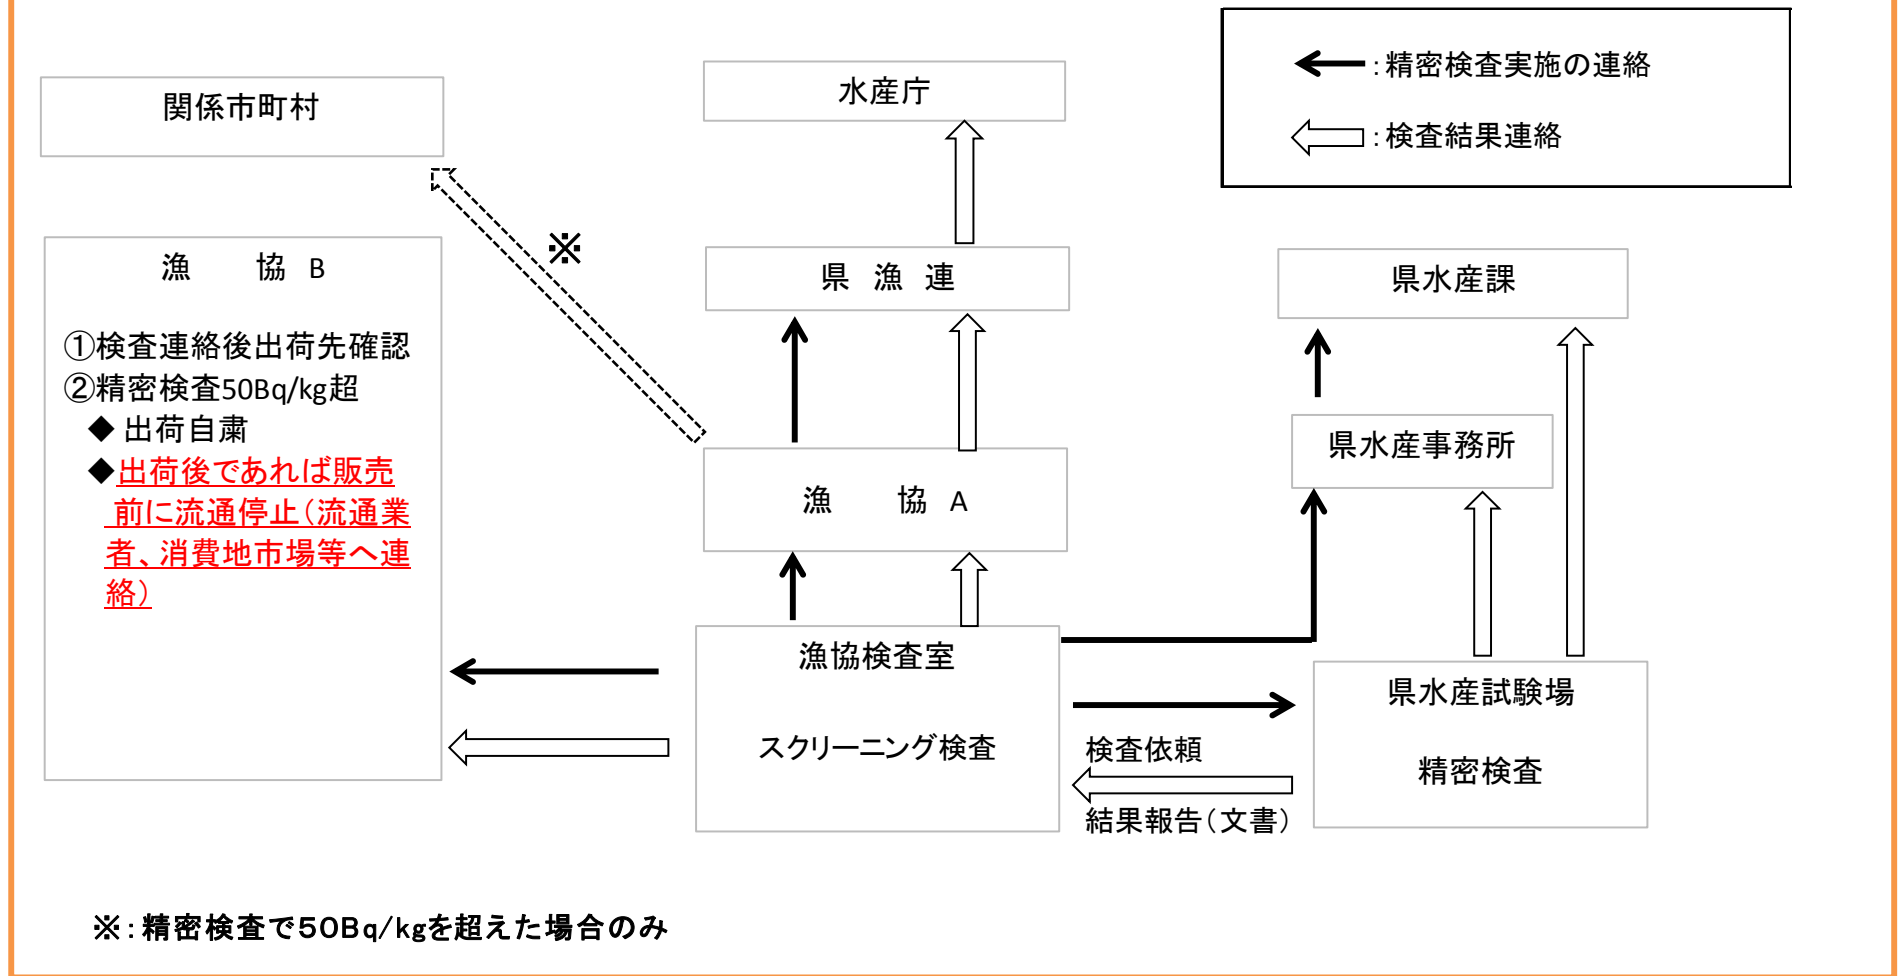 :精密検査実施の連絡
:検査結果連絡
関係市町村
水産庁
※
県 漁 連
県水産課
漁 協 B
①検査連絡後出荷先確認
②精密検査50Bq/kg超
◆ 出荷自粛
◆出荷後であれば販売
前に流通停止(流通業
者、消費地市場等へ連
絡)
県水産事務所
漁 協 A
漁協検査室
スクリーニング検査
県水産試験場
精密検査
検査依頼
結果報告(文書)
※:精密検査で50Bq/kgを超えた場合のみ